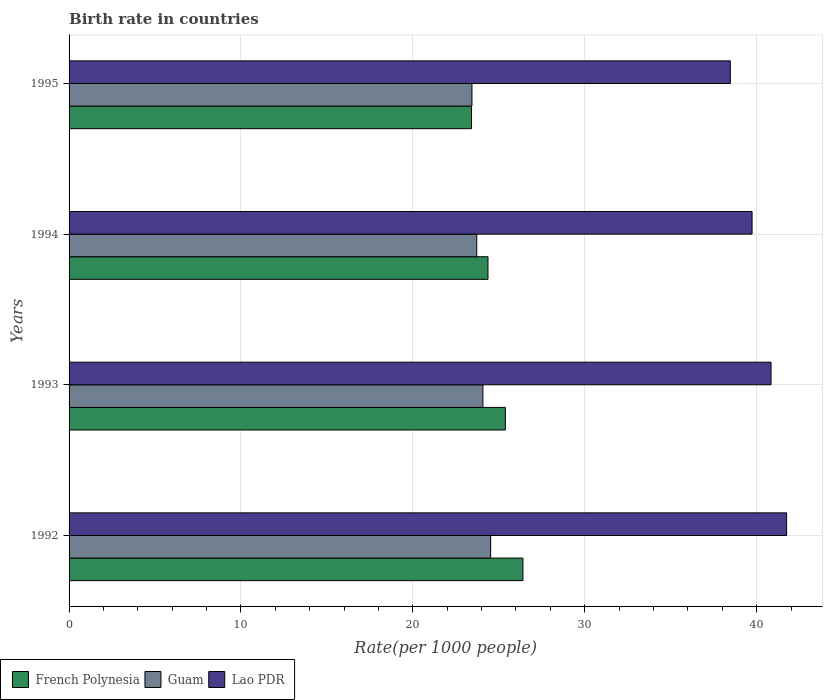 Birth rate in countries
1995
1994
1993
1992
Years
0 10 20 30 40
Rate(per 1000 people)
French Polynesia Guam Lao PDR